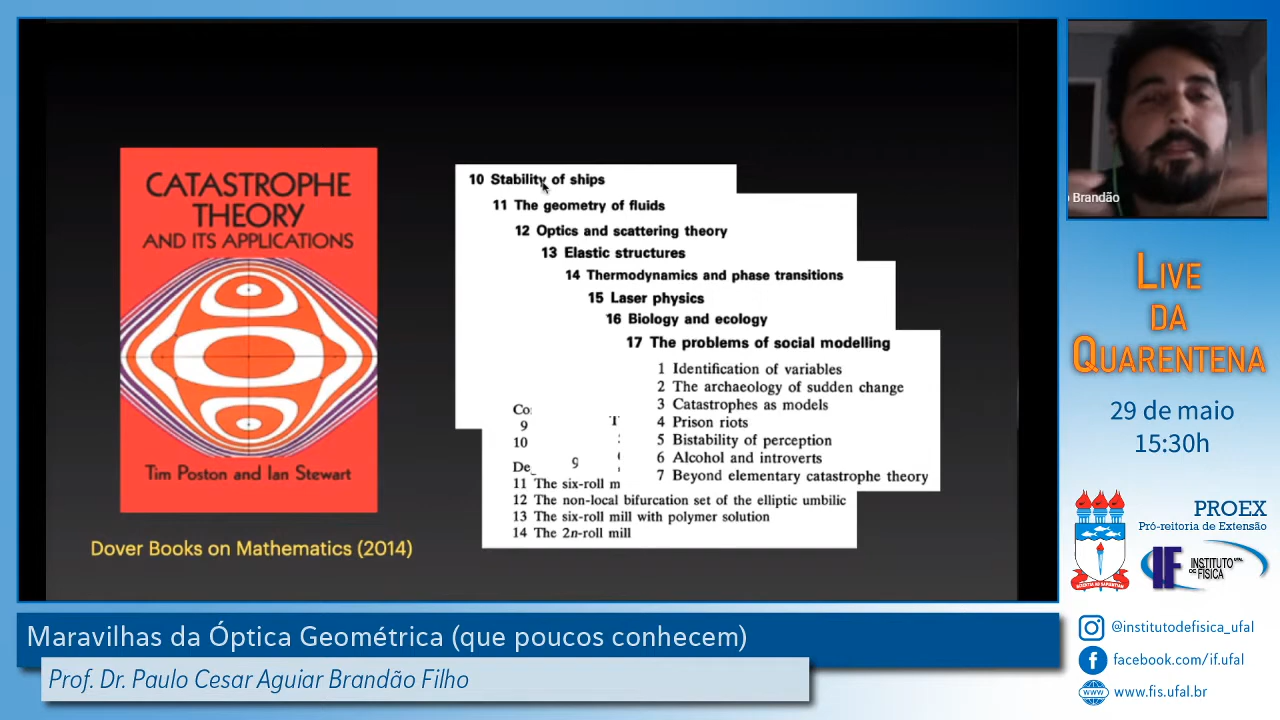 CATASTROPHE
THEORY
AND ITS APPLICATIONS
Tim Poston and Ian Stewart
Dover Books on Mathematics (2014)
10 Stability of ships
11 The geometry of fluids
12 Optics and scattering theory
13 Elastic structures
14 Thermodynamics and phase transitions
15 Laser physics
16 Biology and ecology
17 The problems of social modelling
1 Identification of variables
2 The archaeology of sudden change
3 Catastrophes as models
4 Prison riots
5 Bistability of perception
6 Alcohol and introverts
7 Beyond elementary catastrophe theory
9
10
9
11 The six-roll m
12 The non-local bifurcation set of the elliptic umbilic
13 The six-roll mill with polymer solution
14 The 2n-roll mill
Brandão
LIVE
DA
QUARENTENA
29 de maio
15:30h
PROEX
Pró-reitoria de Extensão
IF INSTITUTO DE FÍSICA UFAL
@institutodefisica_ufal
facebook.com/if.ufal
www.fis.ufal.br
Maravilhas da Óptica Geométrica (que poucos conhecem)
Prof. Dr. Paulo Cesar Aguiar Brandão Filho